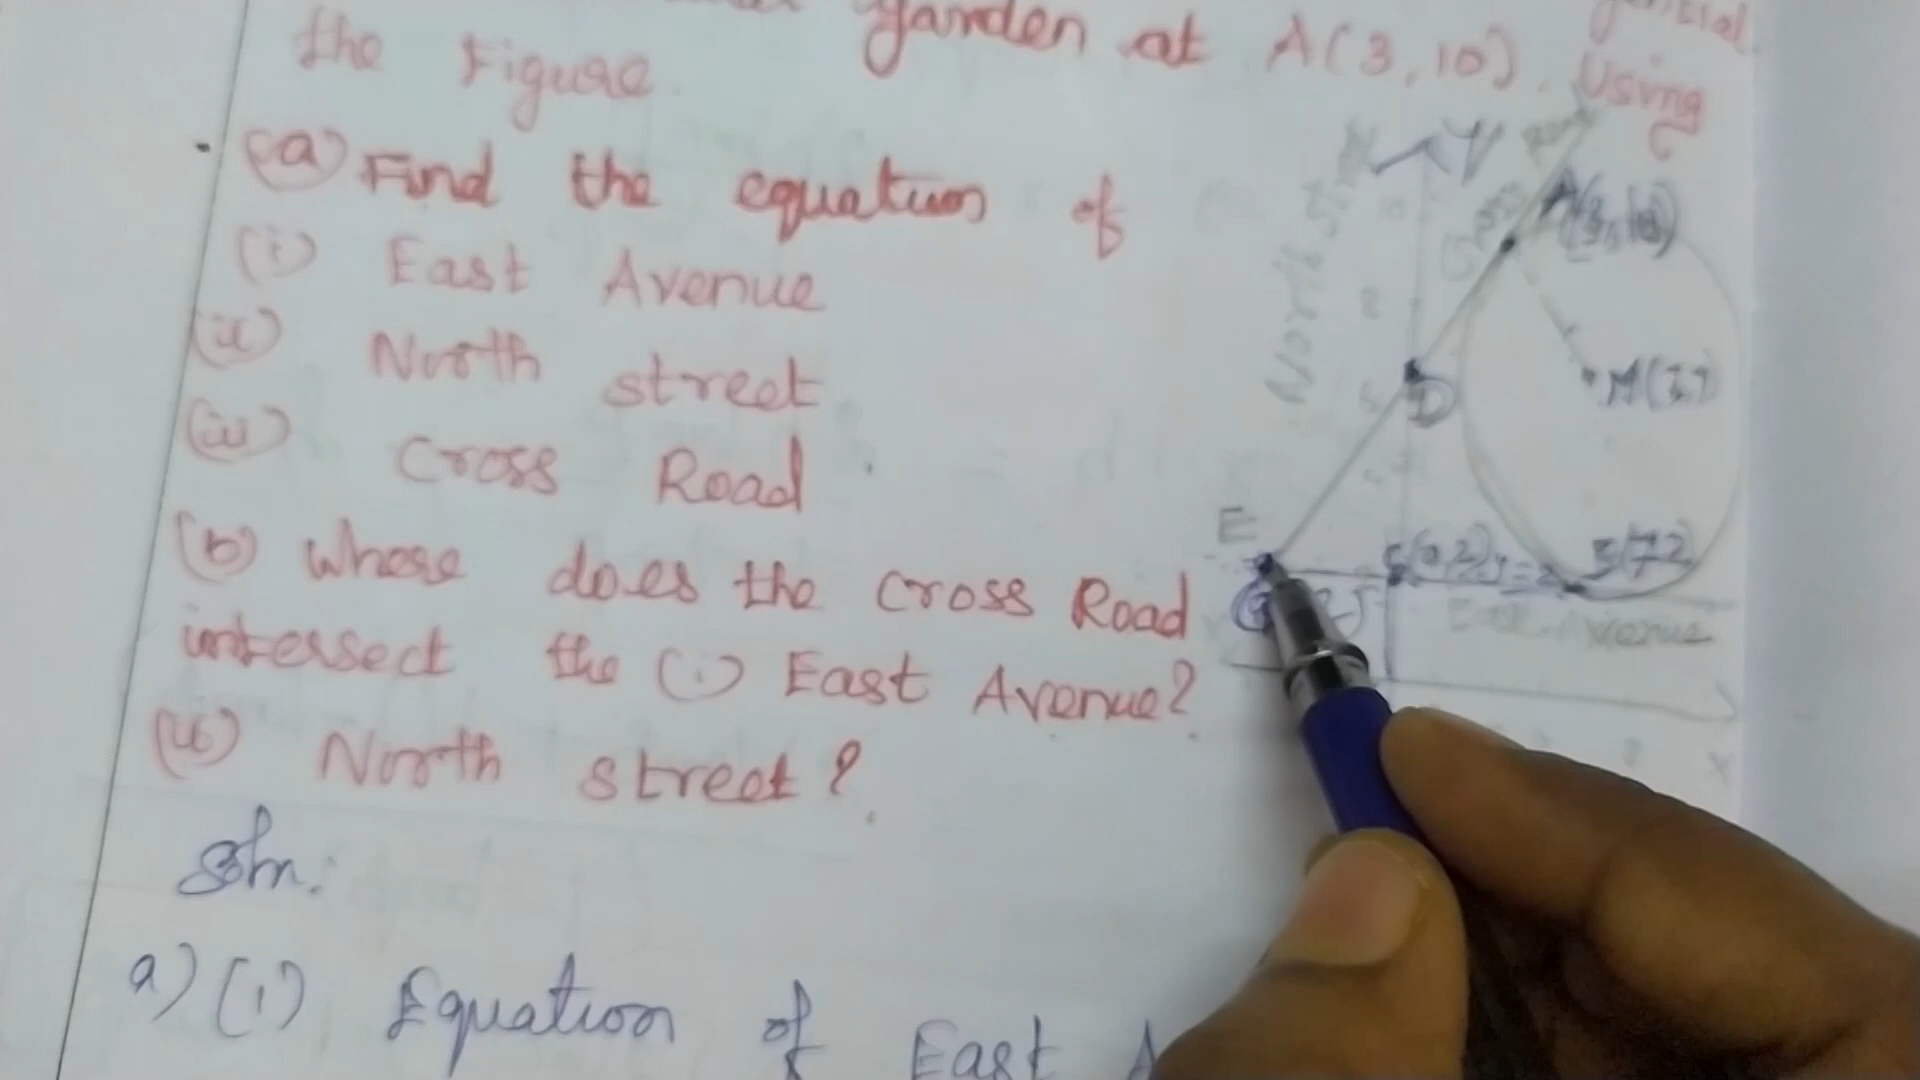 garden at A(3,10). Using
the Figure.
(a) Find the equation of
(i) East Avenue
(ii) North street
(iii) Cross Road.
(b) Where does the cross Road
intersect the (i) East Avenue?
(ii) North street?
Soln:
a) (i) Equation of East A
Y
A(3,10)
North
D
M(7,7)
E
C(0,2) y=2
B(7,2)
East Avenue
X